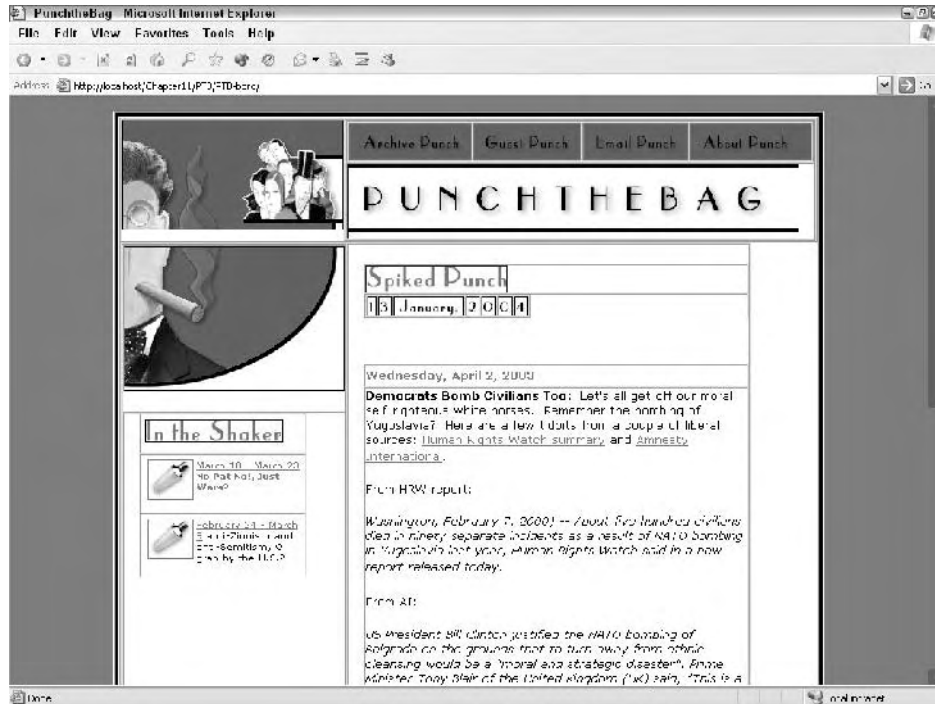 PunchtheBag Microsoft Internet Explorer
File Edit View Favorites Tools Help
Address http://localhost/Chapter11/PTB/PTB-bare/
Archive Punch Guest Punch Email Punch About Punch
PUNCHTHEBAG
Spiked Punch
13 January, 2004
Wednesday, April 2, 2003
Democrats Bomb Civilians Too: Let's all get off our moral
self righteous white horses. Remember the bombing of
Yugoslavia? Here are a few tidbits from a couple of liberal
sources: Human Rights Watch summary and Amnesty
International.
From HRW report:
Washington, February 7, 2000) -- About five hundred civilians
died in ninety separate incidents as a result of NATO bombing
in Yugoslavia last year, Human Rights Watch said in a new
report released today.
From AI:
US President Bill Clinton justified the NATO bombing of
Belgrade on the grounds that to turn away from ethnic
cleansing would be a "moral and strategic disaster". Prime
Minister Tony Blair of the United Kingdom (UK) said, "This is a
In the Shaker
March 10 - March 23
No Pat No!, Just
February 24 - March
anti-Semitism,
by the U.S.?
Done
Local intranet